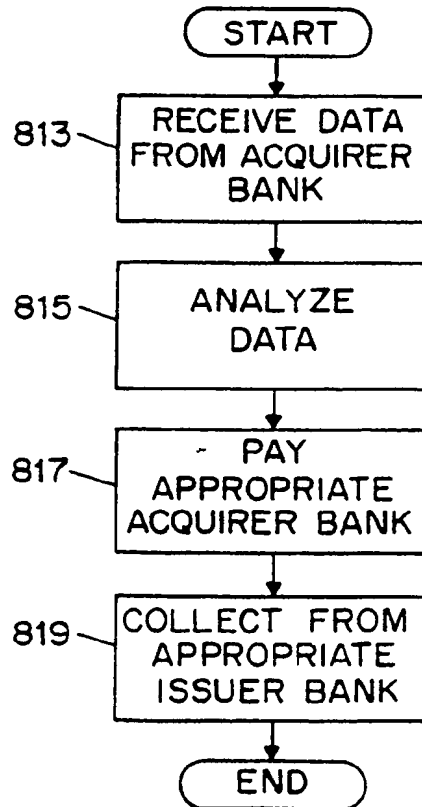 START
813
RECEIVE DATA
FROM ACQUIRER
BANK
815
ANALYZE
DATA
817
PAY
APPROPRIATE
ACQUIRER BANK
819
COLLECT FROM
APPROPRIATE
ISSUER BANK
END